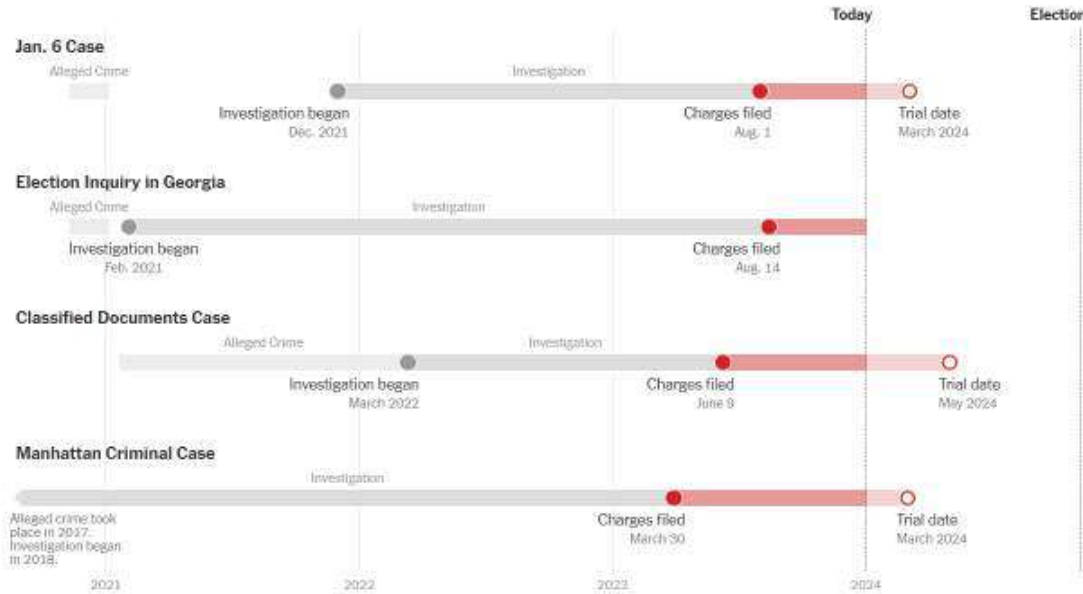 Today
Election
Jan. 6 Case
Alleged Crime
Investigation
Investigation began
Dec. 2021
Charges filed
Aug. 1
Trial date
March 2024
Election Inquiry in Georgia
Alleged Crime
Investigation
Investigation began
Feb. 2021
Charges filed
Aug. 14
Classified Documents Case
Alleged Crime
Investigation
Investigation began
March 2022
Charges filed
June 8
Trial date
May 2024
Manhattan Criminal Case
Investigation
Alleged crime took
place in 2017.
Investigation began
in 2018.
Charges filed
March 30
Trial date
March 2024
2021
2022
2023
2024